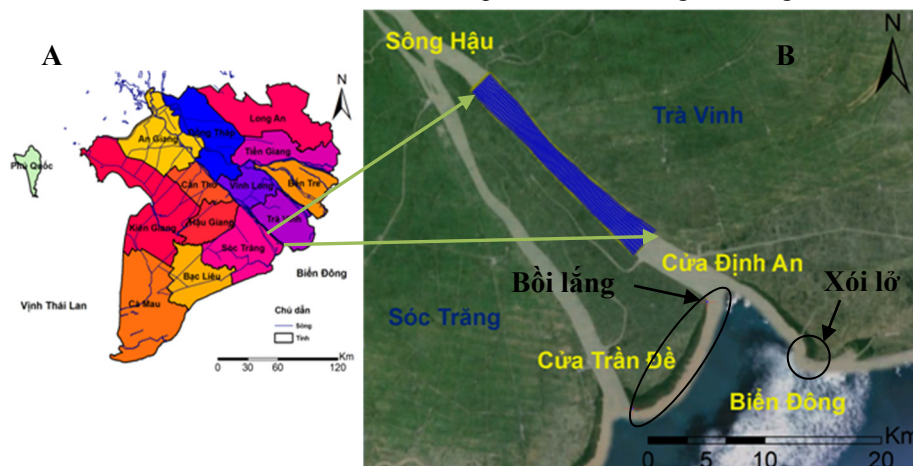 A
N
Long An
Đồng Tháp
An Giang
Tiền Giang
Phú Quốc
Cần Thơ
Vĩnh Long
Bến Tre
Trà Vinh
Kiên Giang
Hậu Giang
Sóc Trăng
Bạc Liêu
Biển Đông
Vịnh Thái Lan
Cà Mau
Chú dẫn
Sông
Tỉnh
Km
0 30 60 120
Sông Hậu
B
N
Trà Vinh
Cửa Định An
Bồi lắng
Xói lở
Sóc Trăng
Cửa Trần Đề
Biển Đông
Km
0 5 10 20